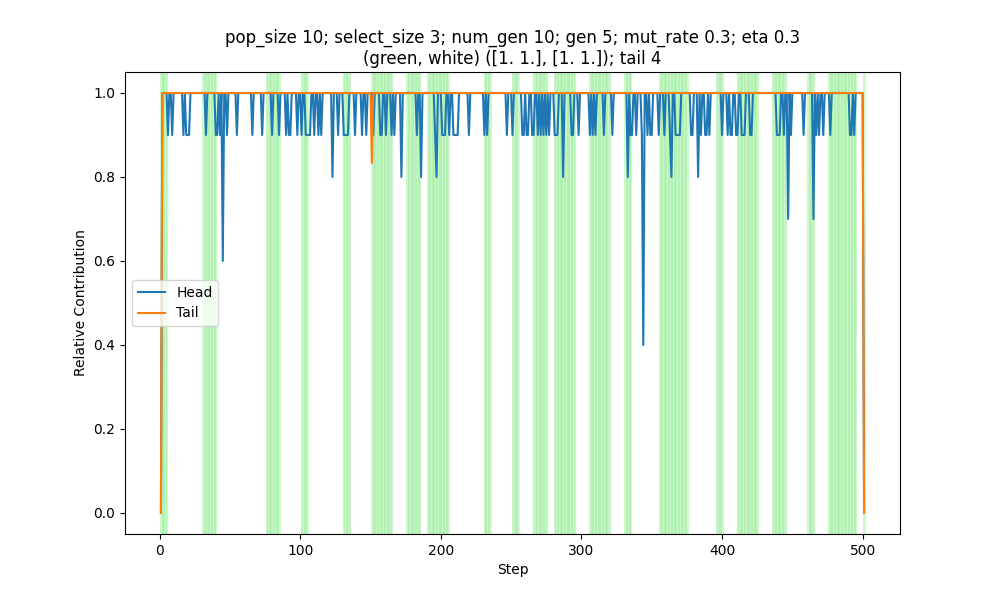 pop_size 10; select_size 3; num_gen 10; gen 5; mut_rate 0.3; eta 0.3
(green, white) ([1. 1.], [1. 1.]); tail 4
1.0
0.8
0.6
0.4
0.2
0.0
Relative Contribution
Head
Tail
0 100 200 300 400 500
Step